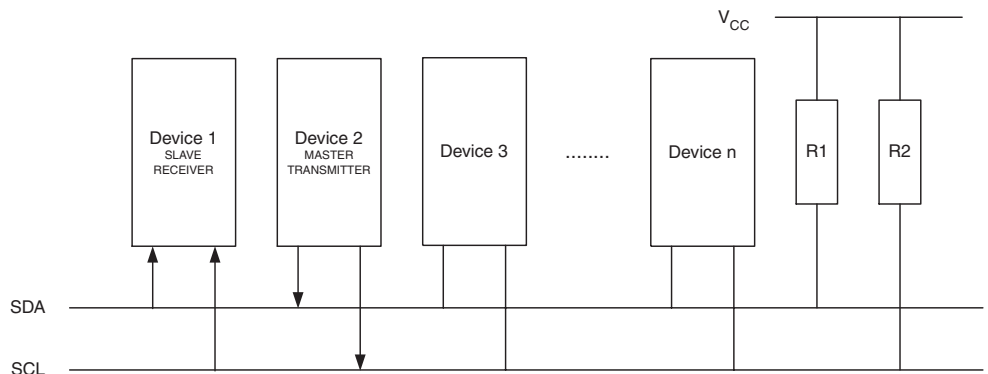 V_CC
Device 1
SLAVE
RECEIVER
Device 2
MASTER
TRANSMITTER
Device 3
........
Device n
R1
R2
SDA
SCL